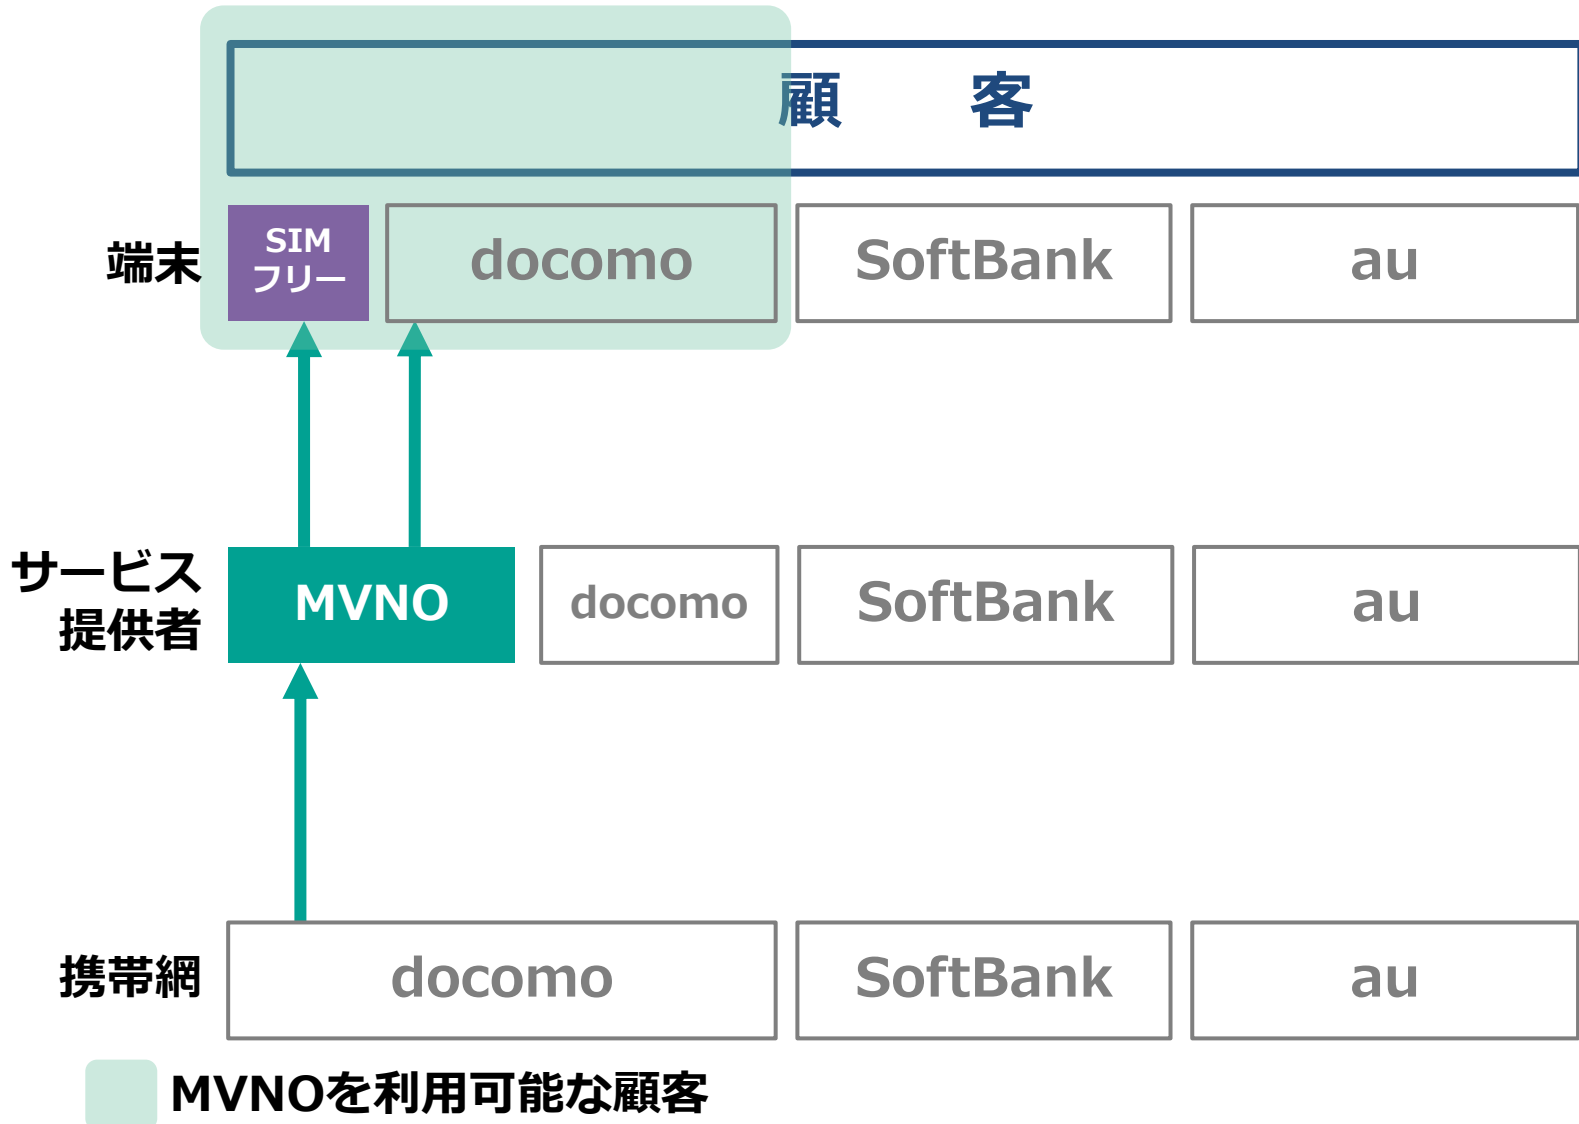 顧 客
端末
SIM
フリー
docomo
SoftBank
au
サービス
提供者
MVNO
docomo
SoftBank
au
携帯網
docomo
SoftBank
au
MVNOを利用可能な顧客